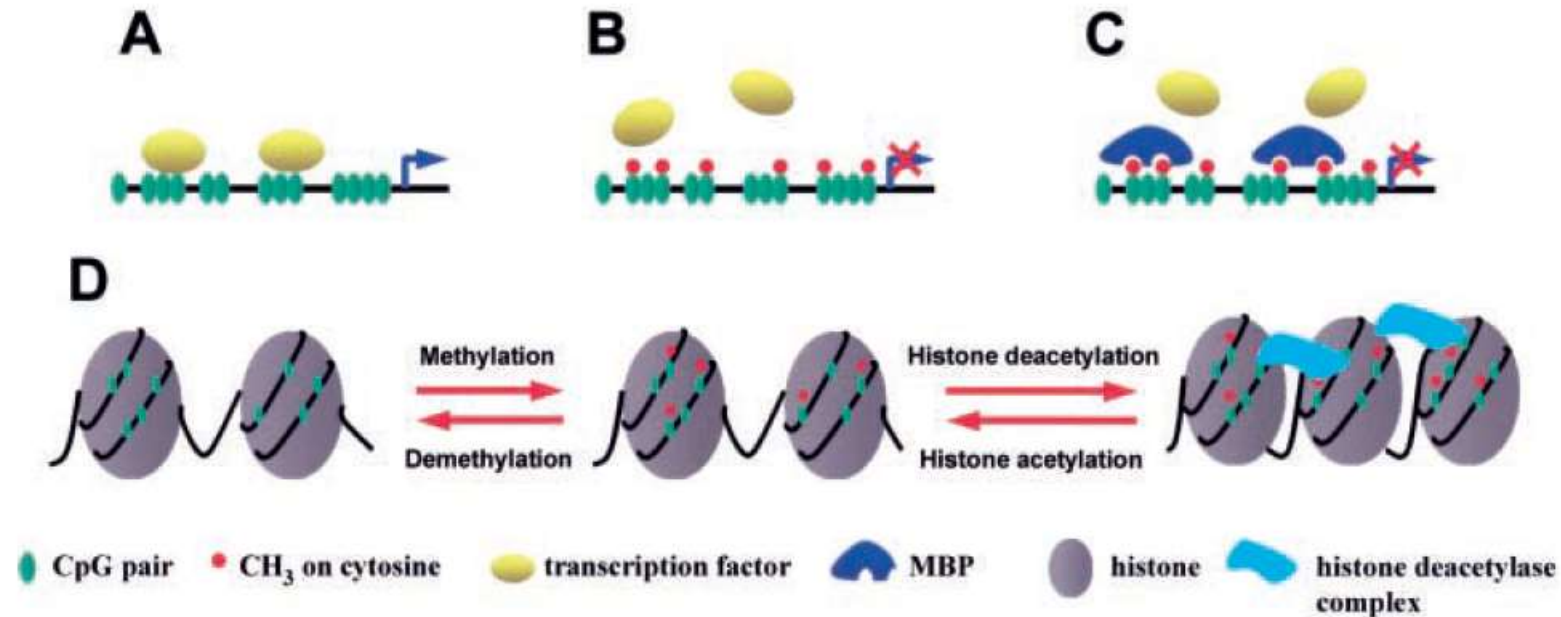 A
B
C
D
Methylation
Demethylation
Histone deacetylation
Histone acetylation
CpG pair
CH₃ on cytosine
transcription factor
MBP
histone
histone deacetylase
complex